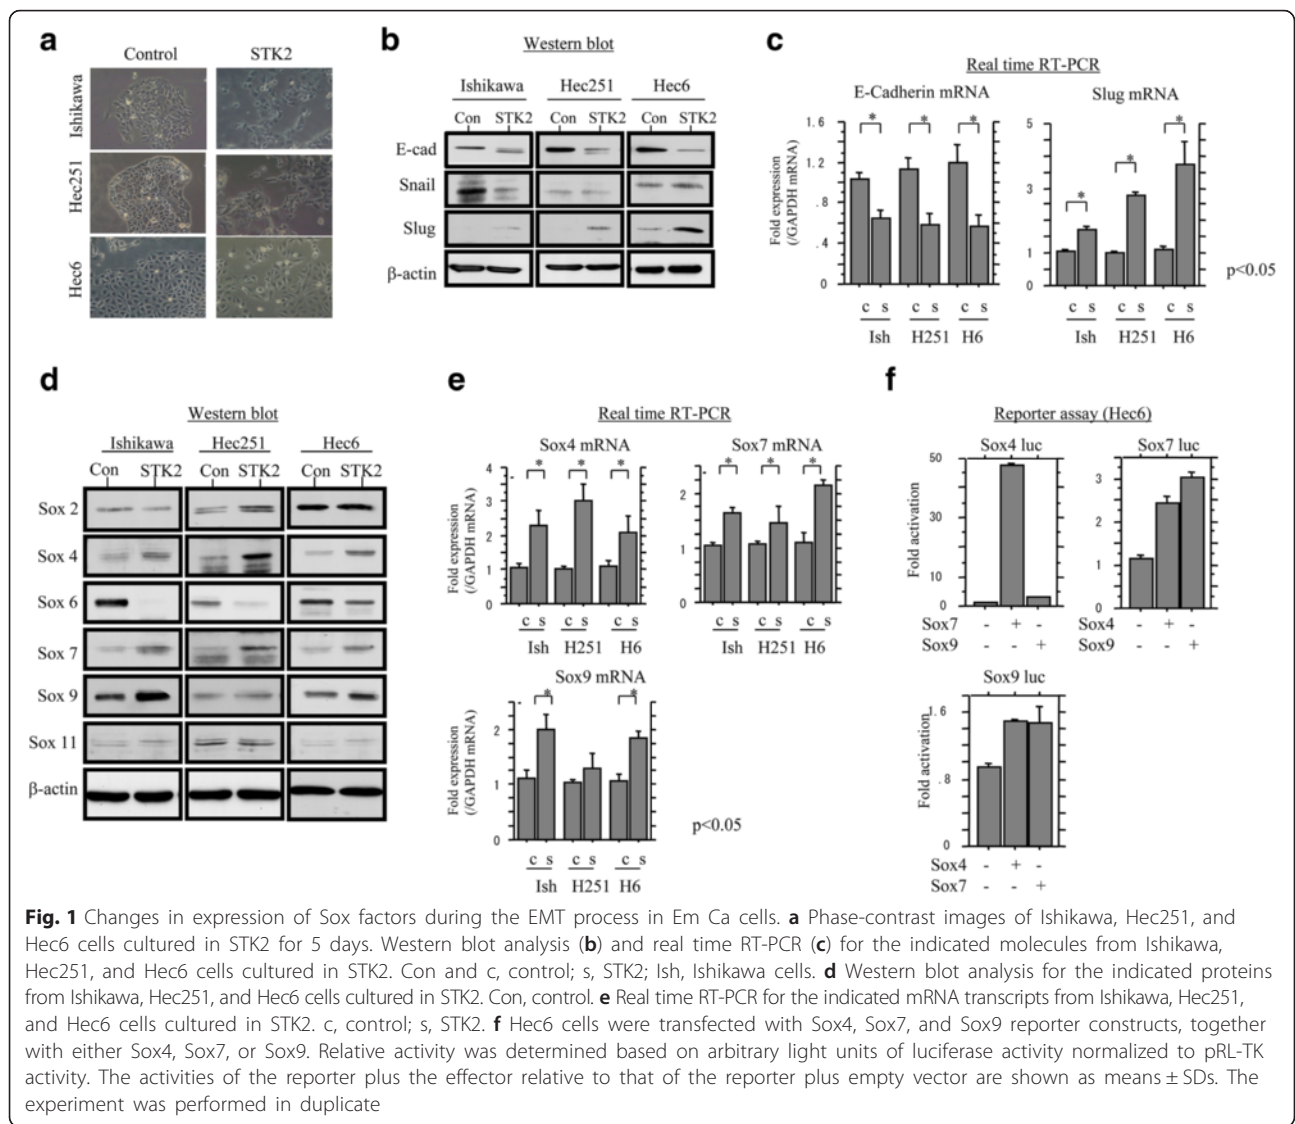 a
Control STK2
Ishikawa
Hec251
Hec6
b
Western blot
Ishikawa Hec251 Hec6
Con STK2 Con STK2 Con STK2
E-cad
Snail
Slug
β-actin
c
Real time RT-PCR
E-Cadherin mRNA
Fold expression
(/GAPDH mRNA)
1.6
1.2
.8
.4
0
* * *
c s c s c s
Ish H251 H6
Slug mRNA
5
3
1
0
* * *
c s c s c s
Ish H251 H6
p<0.05
d
Western blot
Ishikawa Hec251 Hec6
Con STK2 Con STK2 Con STK2
Sox 2
Sox 4
Sox 6
Sox 7
Sox 9
Sox 11
β-actin
e
Real time RT-PCR
Sox4 mRNA
Fold expression
(/GAPDH mRNA)
4
3
2
1
0
* * *
c s c s c s
Ish H251 H6
Sox7 mRNA
2
1
0
* * *
c s c s c s
Ish H251 H6
Sox9 mRNA
Fold expression
(/GAPDH mRNA)
2
1
0
* *
c s c s c s
Ish H251 H6
p<0.05
f
Reporter assay (Hec6)
Sox4 luc
Fold activation
50
30
10
0
Sox7 - + -
Sox9 - - +
Sox7 luc
3
2
1
0
Sox4 - + -
Sox9 - - +
Sox9 luc
Fold activation
1.6
.8
0
Sox4 - + -
Sox7 - - +
Fig. 1 Changes in expression of Sox factors during the EMT process in Em Ca cells. a Phase-contrast images of Ishikawa, Hec251, and
Hec6 cells cultured in STK2 for 5 days. Western blot analysis (b) and real time RT-PCR (c) for the indicated molecules from Ishikawa,
Hec251, and Hec6 cells cultured in STK2. Con and c, control; s, STK2; Ish, Ishikawa cells. d Western blot analysis for the indicated proteins
from Ishikawa, Hec251, and Hec6 cells cultured in STK2. Con, control. e Real time RT-PCR for the indicated mRNA transcripts from Ishikawa, Hec251,
and Hec6 cells cultured in STK2. c, control; s, STK2. f Hec6 cells were transfected with Sox4, Sox7, and Sox9 reporter constructs, together
with either Sox4, Sox7, or Sox9. Relative activity was determined based on arbitrary light units of luciferase activity normalized to pRL-TK
activity. The activities of the reporter plus the effector relative to that of the reporter plus empty vector are shown as means ± SDs. The
experiment was performed in duplicate